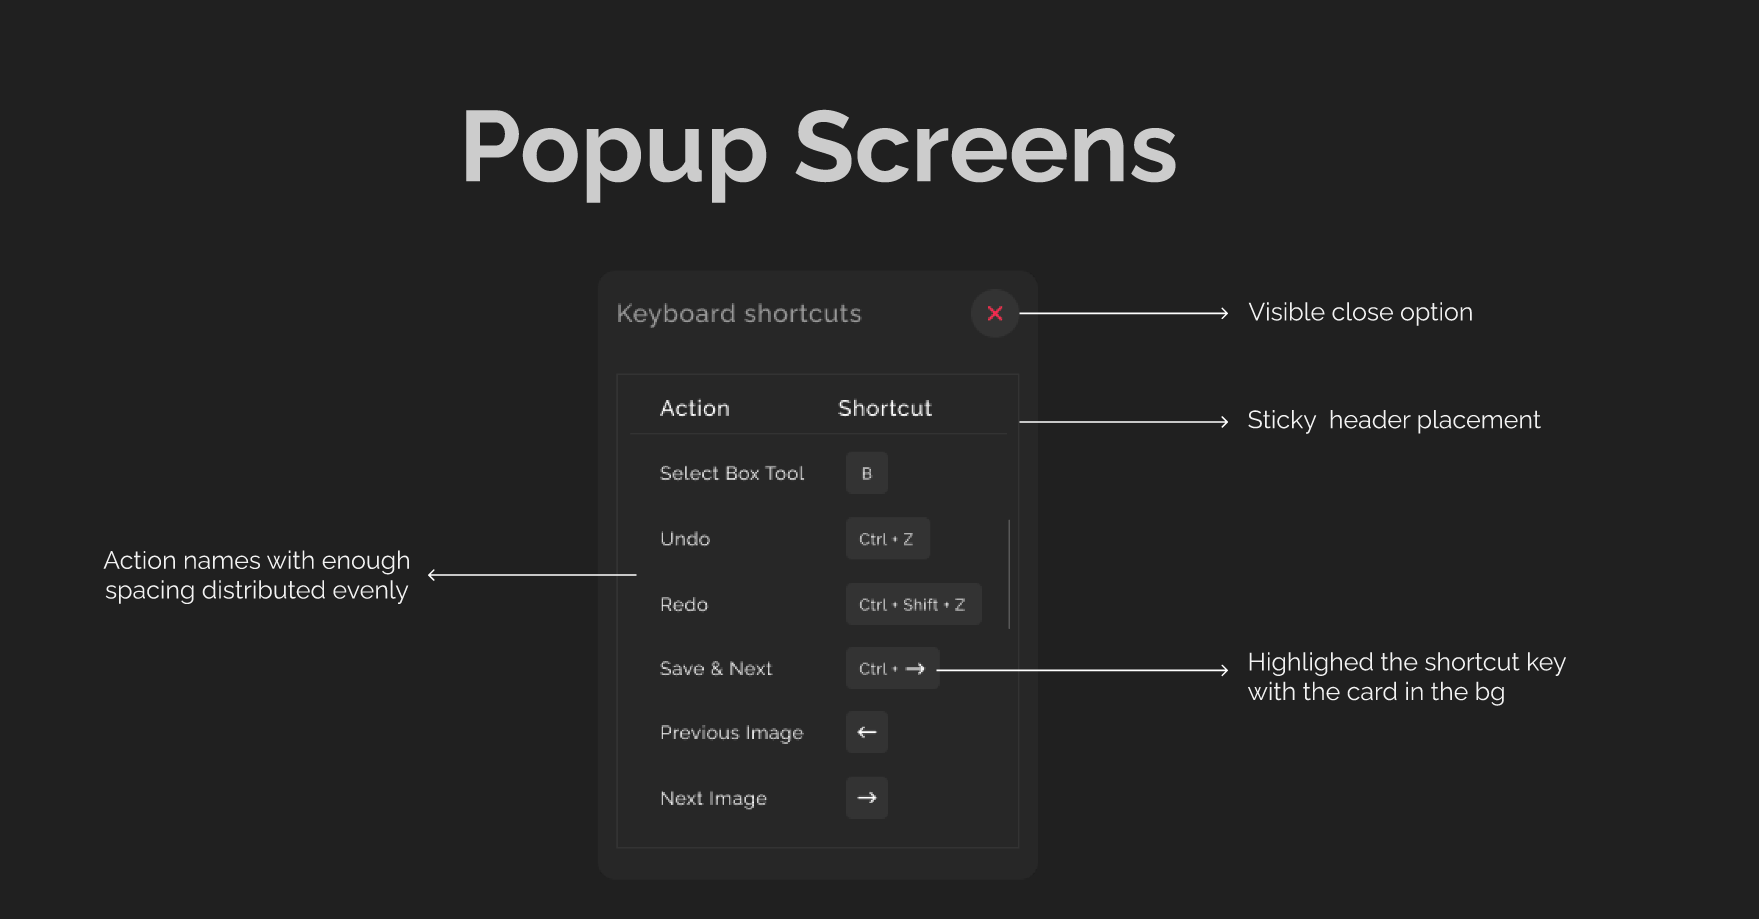 Popup Screens
Keyboard shortcuts
Visible close option
Action Shortcut
Sticky header placement
Select Box Tool B
Undo Ctrl + Z
Action names with enough
spacing distributed evenly
Redo Ctrl + Shift + Z
Save & Next Ctrl + →
Highlighed the shortcut key
with the card in the bg
Previous Image ←
Next Image →